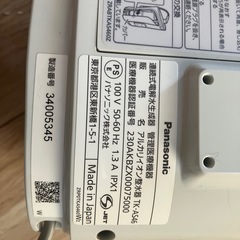 Panasonic
連続式電解水生成器 管理医療機器
販売名 アルカリイオン整水器 TK-AS46
医療機器認証番号 230AKBZX00075000
100 V 50-60 Hz 1.3 A IPX1
パナソニック株式会社
東京都港区東新橋1-5-1
Made in Japan
PS
E
JET
製造番号 34005345
W